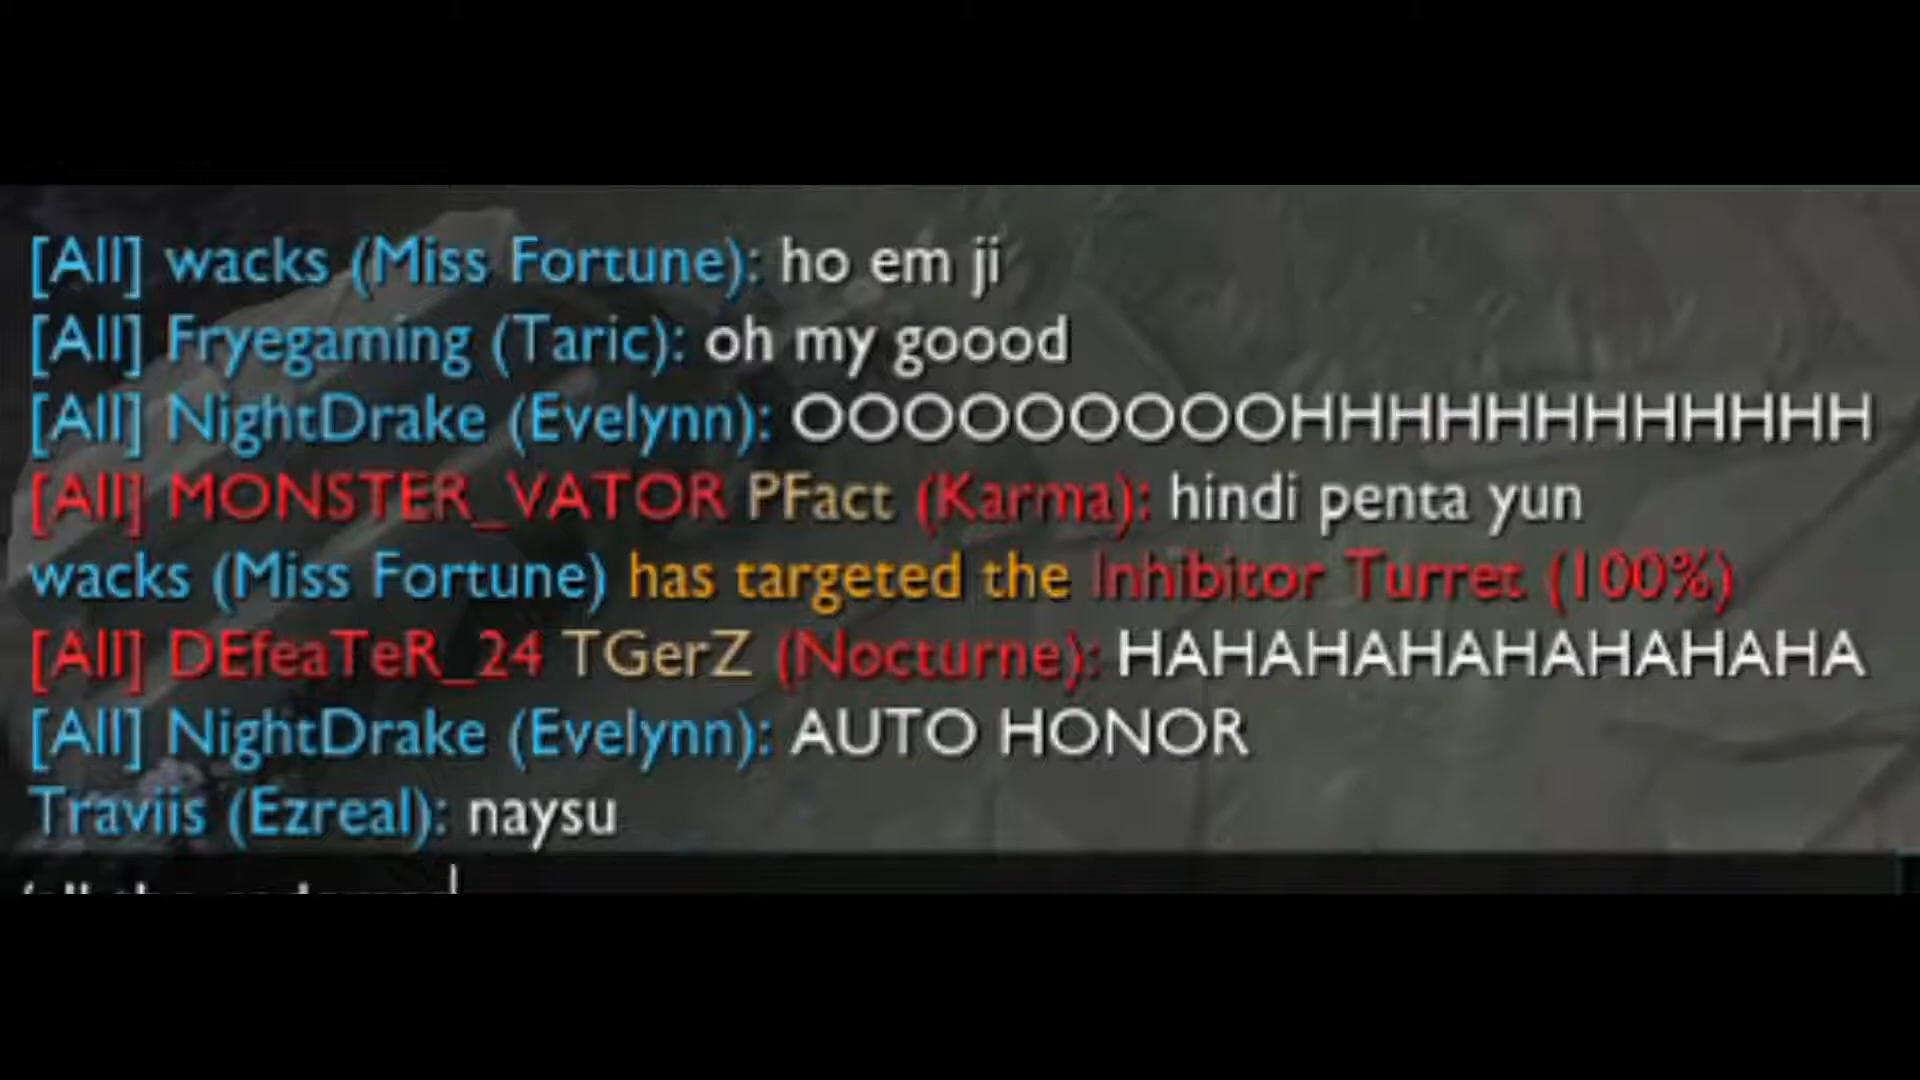 [All] wacks (Miss Fortune): ho em ji
[All] Fryegaming (Taric): oh my goood
[All] NightDrake (Evelynn): OOOOOOOOOOHHHHHHHHHHHHH
[All] MONSTER_VATOR PFact (Karma): hindi penta yun
wacks (Miss Fortune) has targeted the Inhibitor Turret (100%)
[All] DEfeaTeR_24 TGerZ (Nocturne): HAHAHAHAHAHAHAHAHA
[All] NightDrake (Evelynn): AUTO HONOR
Traviis (Ezreal): naysu